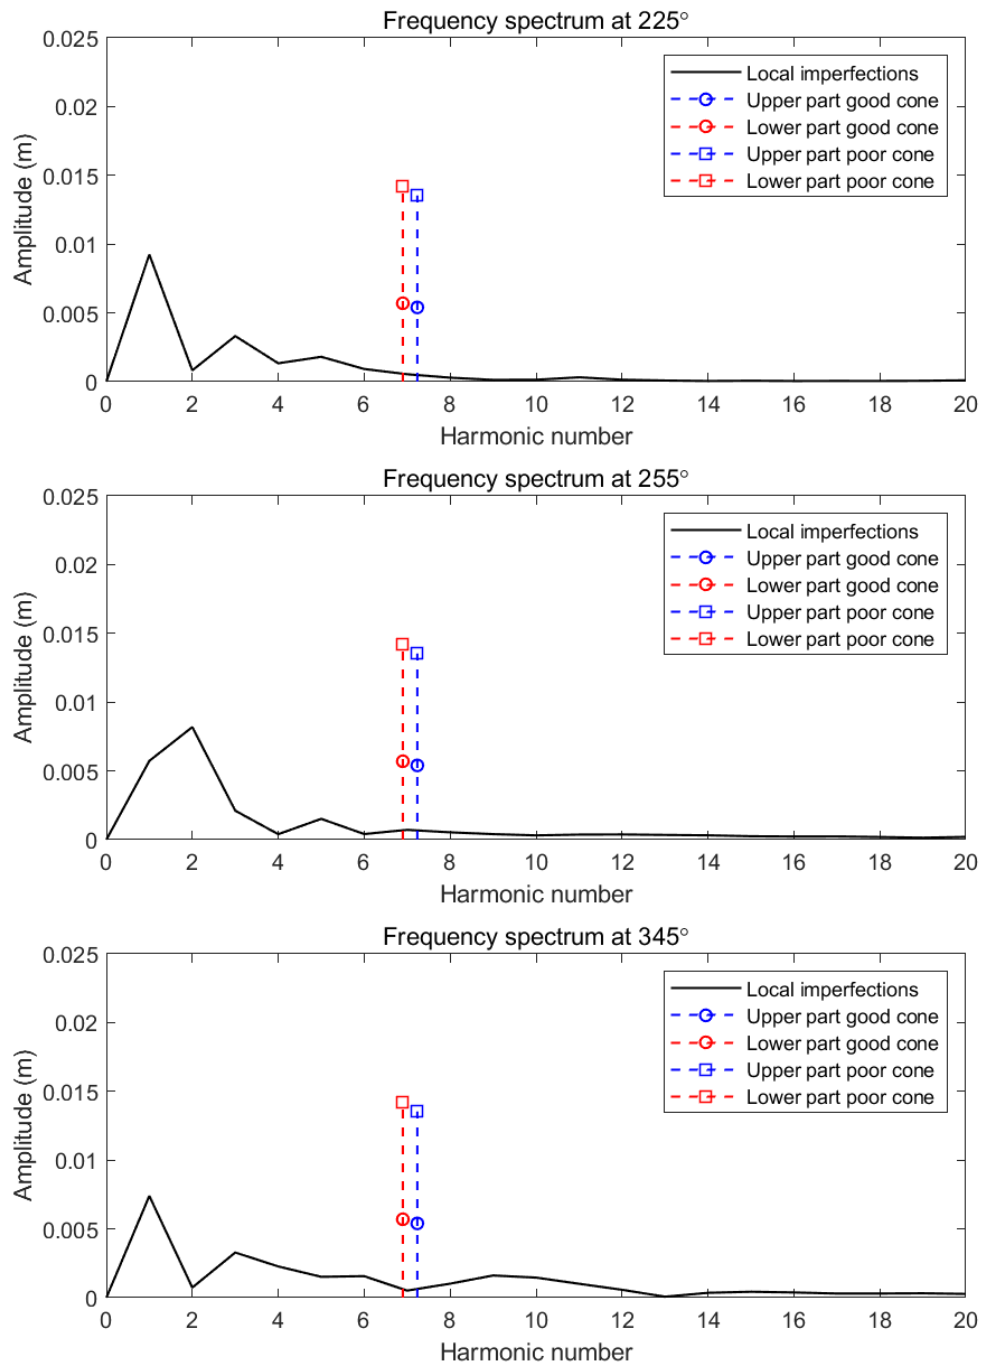 Frequency spectrum at 225°
0.025
0.02
0.015
0.01
0.005
0
Amplitude (m)
Local imperfections
Upper part good cone
Lower part good cone
Upper part poor cone
Lower part poor cone
0 2 4 6 8 10 12 14 16 18 20
Harmonic number
Frequency spectrum at 255°
0.025
0.02
0.015
0.01
0.005
0
Amplitude (m)
Local imperfections
Upper part good cone
Lower part good cone
Upper part poor cone
Lower part poor cone
0 2 4 6 8 10 12 14 16 18 20
Harmonic number
Frequency spectrum at 345°
0.025
0.02
0.015
0.01
0.005
0
Amplitude (m)
Local imperfections
Upper part good cone
Lower part good cone
Upper part poor cone
Lower part poor cone
0 2 4 6 8 10 12 14 16 18 20
Harmonic number